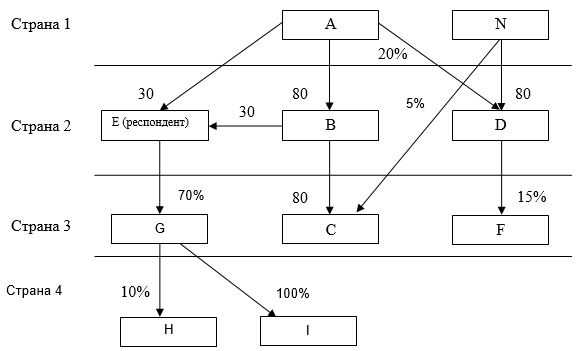 Страна 1
A
N
20%
30
80
5%
80
Страна 2
E (респондент)
30
B
D
70%
80
15%
Страна 3
G
C
F
Страна 4
10%
100%
H
I